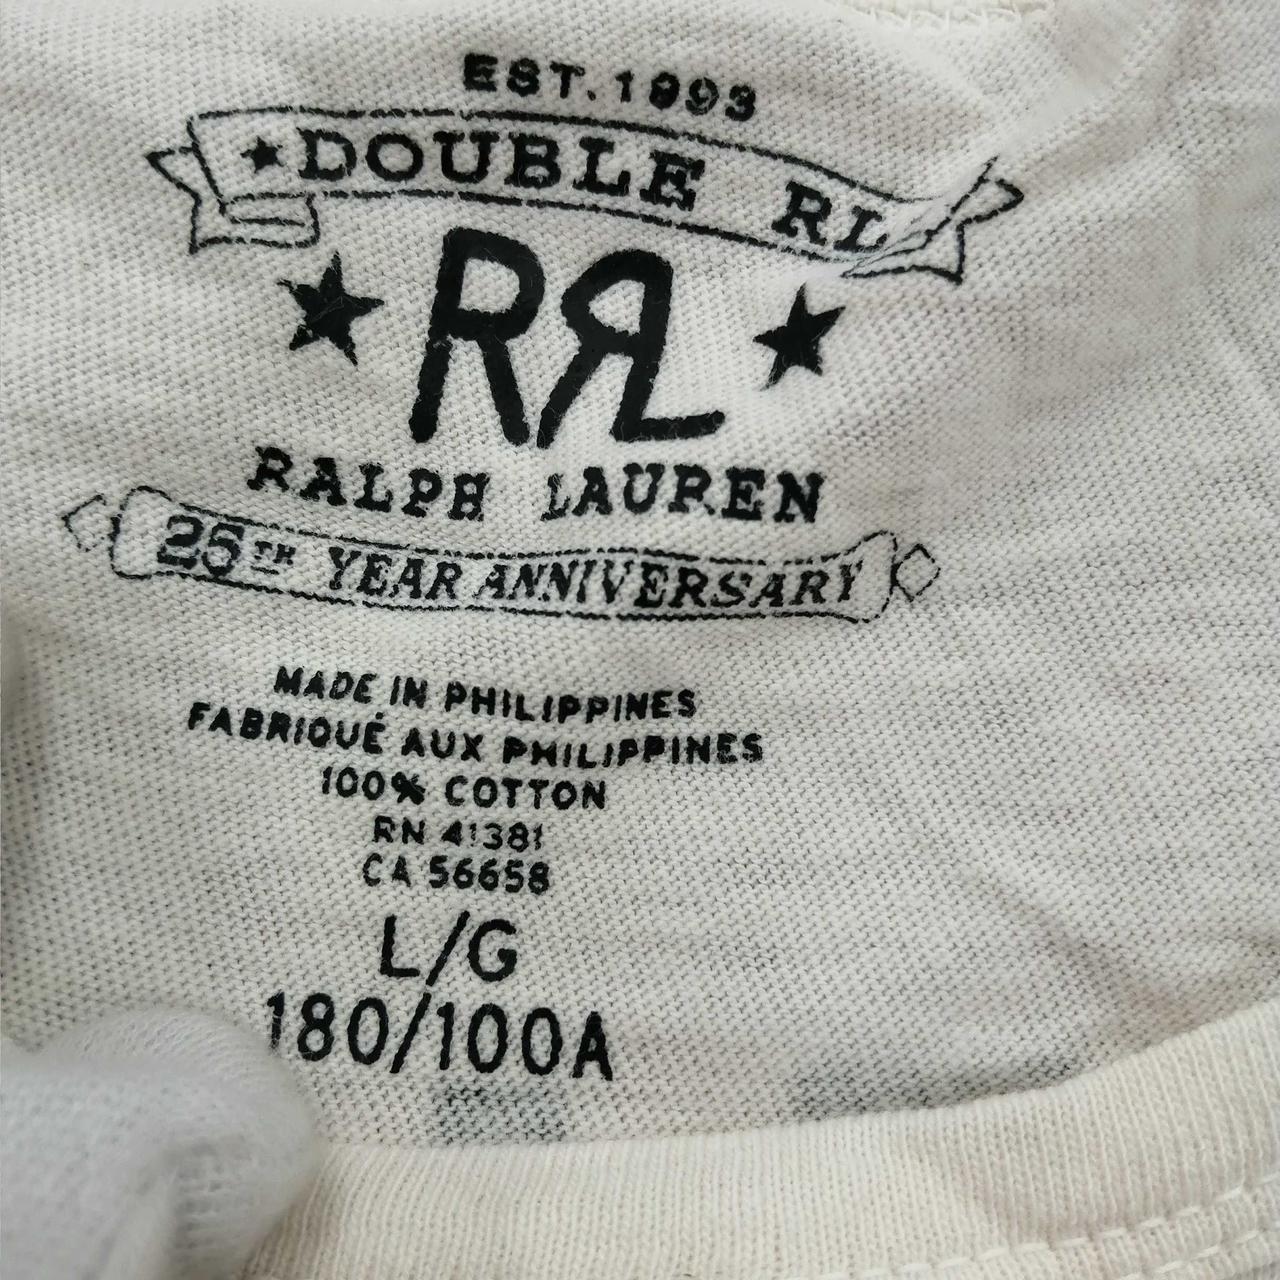 EST. 1993
DOUBLE RL
RRL
RALPH LAUREN
25TH YEAR ANNIVERSARY
MADE IN PHILIPPINES
FABRIQUÉ AUX PHILIPPINES
100% COTTON
RN 41381
CA 56658
L/G
180/100A